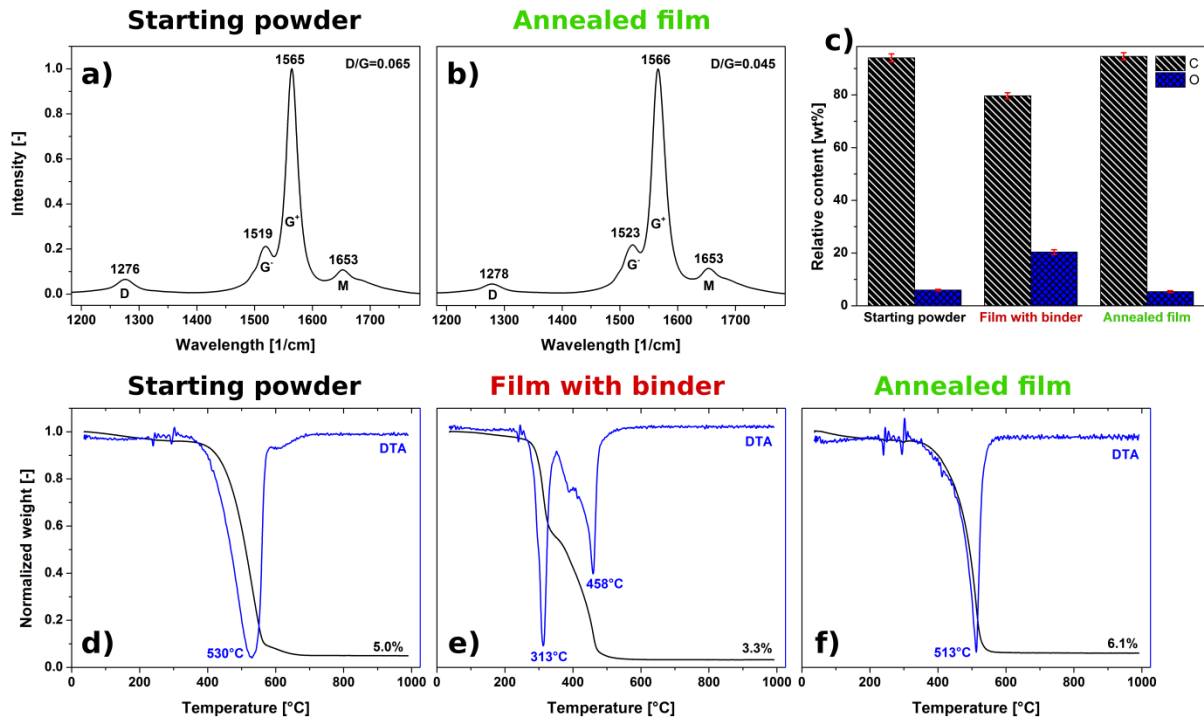 Starting powder
Annealed film
a)
1565
D/G=0.065
1519
G+
G-
1276
D
1653
M
Intensity [-]
1.0
0.8
0.6
0.4
0.2
0.0
1200 1300 1400 1500 1600 1700
Wavelength [1/cm]
b)
1566
D/G=0.045
1523
G+
G-
1278
D
1653
M
1200 1300 1400 1500 1600 1700
Wavelength [1/cm]
c)
C
O
Relative content [wt%]
80
60
40
20
0
Starting powder Film with binder Annealed film
Starting powder
Film with binder
Annealed film
Normalized weight [-]
1.0
0.8
0.6
0.4
0.2
0.0
DTA
d)
530°C
5.0%
0 200 400 600 800 1000
Temperature [°C]
DTA
458°C
e)
313°C
3.3%
0 200 400 600 800 1000
Temperature [°C]
DTA
f)
513°C
6.1%
0 200 400 600 800 1000
Temperature [°C]